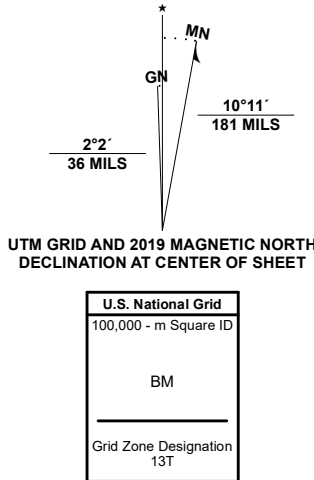 ★
MN
GN
10°11´
181 MILS
2°2´
36 MILS
UTM GRID AND 2019 MAGNETIC NORTH
DECLINATION AT CENTER OF SHEET
U.S. National Grid
100,000 - m Square ID
BM
Grid Zone Designation
13T